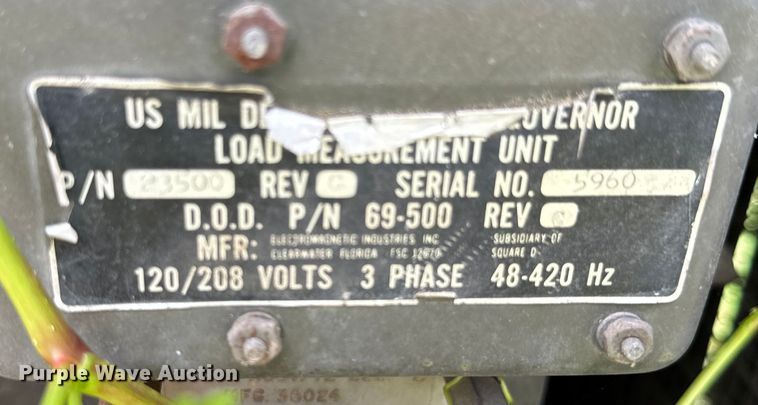 US MIL GOVERNOR
LOAD MEASUREMENT UNIT
P/N 23500 REV C SERIAL NO. 5960
D.O.D. P/N 69-500 REV C
MFR: ELECTROMAGNETIC INDUSTRIES INC SUBSIDIARY OF
CLEARWATER FLORIDA FSC 12670 SQUARE D
120/208 VOLTS 3 PHASE 48-420 Hz
Purple Wave Auction